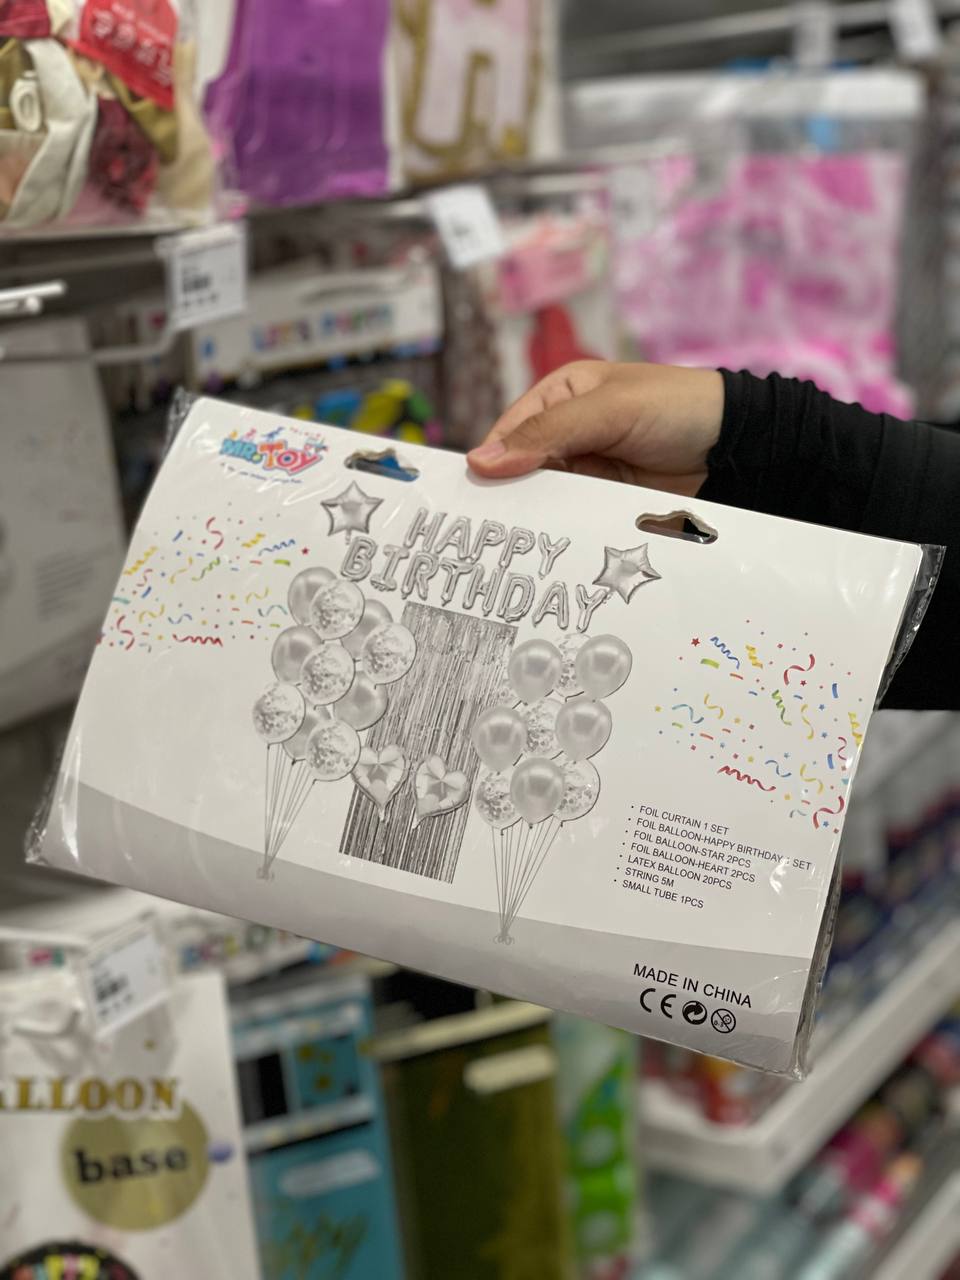 MR.TOY
HAPPY
BIRTHDAY
• FOIL CURTAIN 1 SET
• FOIL BALLOON-HAPPY BIRTHDAY 1 SET
• FOIL BALLOON-STAR 2PCS
• FOIL BALLOON-HEART 2PCS
• LATEX BALLOON 20PCS
• STRING 5M
• SMALL TUBE 1PCS
MADE IN CHINA
CE
ALLOON
base